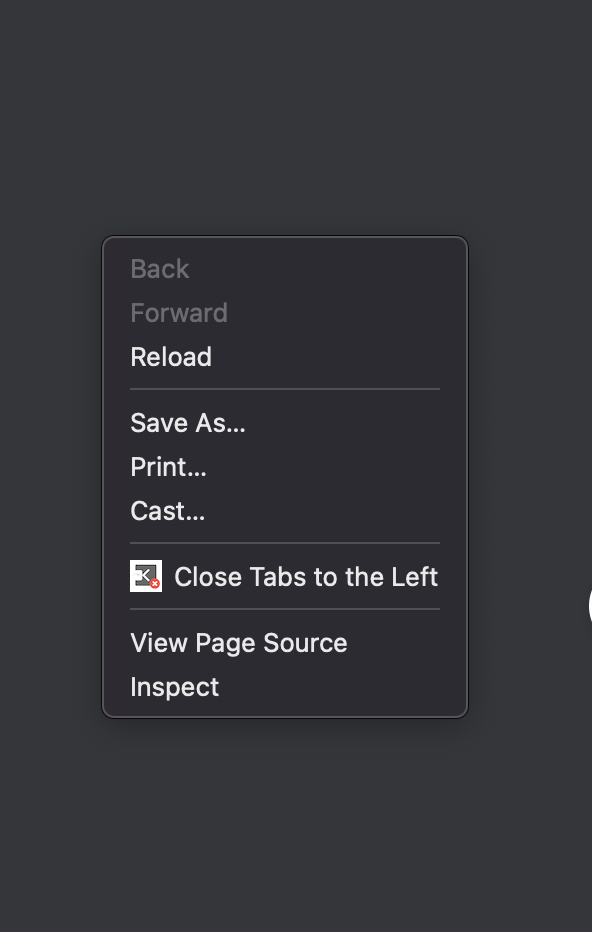 Back
Forward
Reload
Save As...
Print...
Cast...
Close Tabs to the Left
View Page Source
Inspect